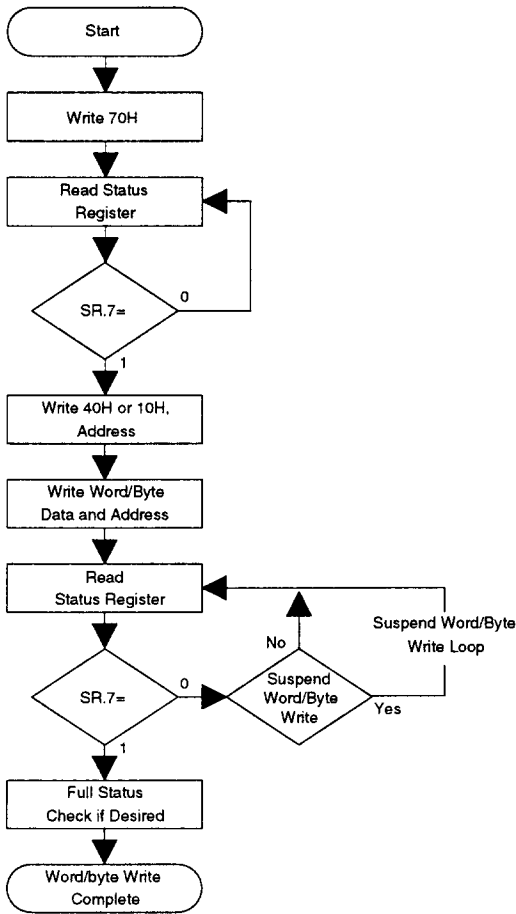 Start
Write 70H
Read Status
Register
SR.7=
0
1
Write 40H or 10H,
Address
Write Word/Byte
Data and Address
Read
Status Register
Suspend Word/Byte
Write Loop
No
SR.7=
0
Suspend
Word/Byte
Write
Yes
1
Full Status
Check if Desired
Word/byte Write
Complete